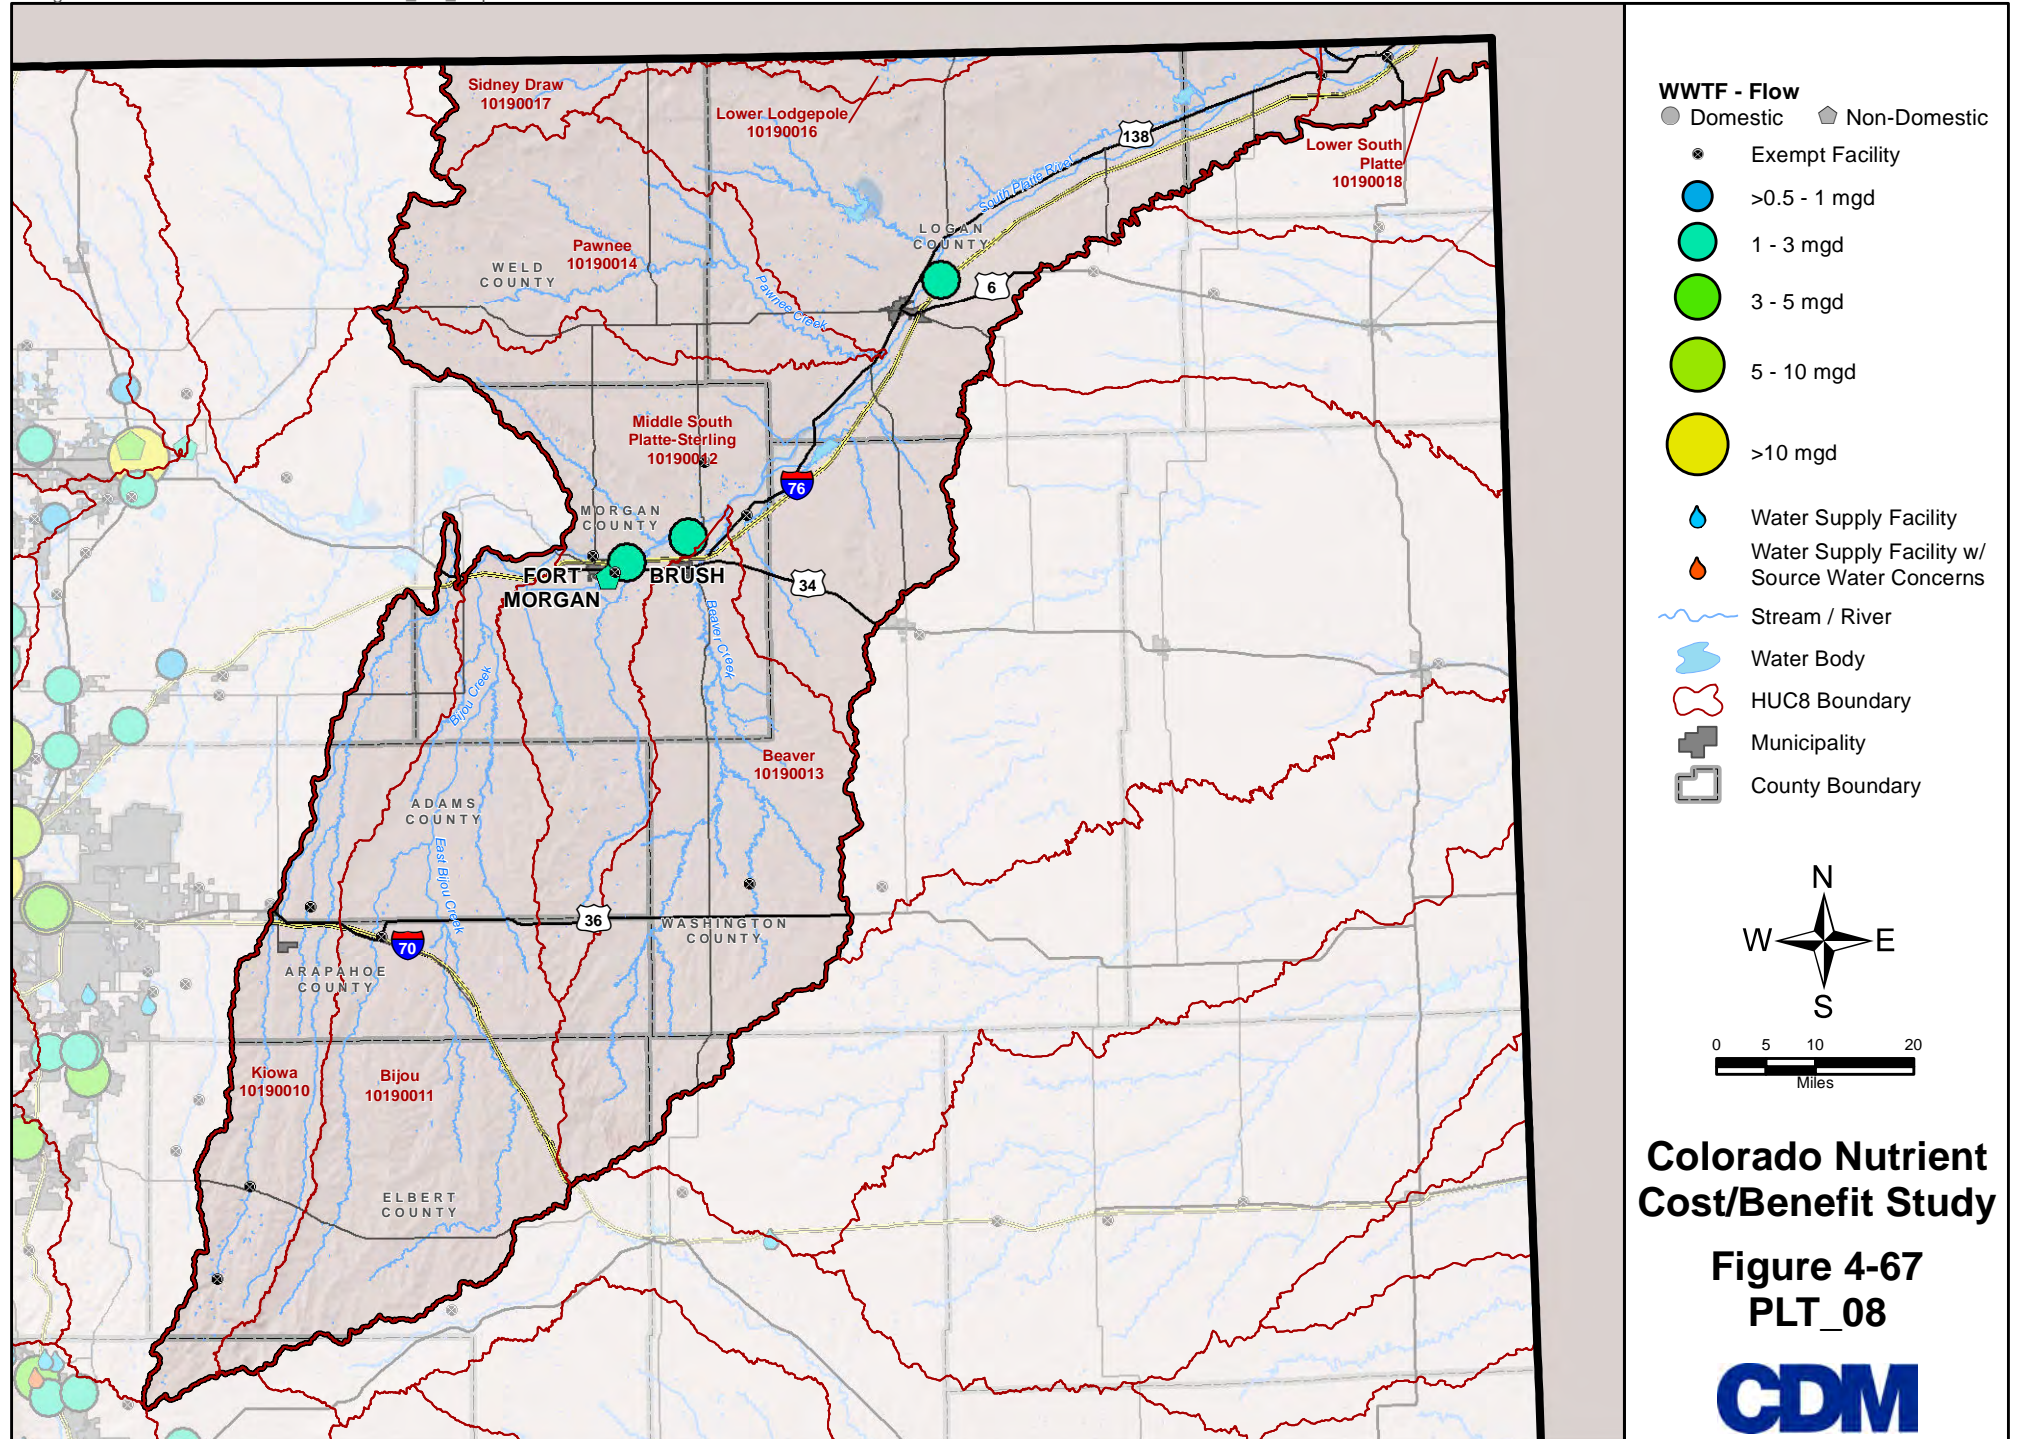 Sidney Draw
10190017
Lower Lodgepole
10190016
138
Lower South
Platte
10190018
South Platte River
LOGAN
COUNTY
Pawnee
10190014
WELD
COUNTY
6
Pawnee Creek
Middle South
Platte-Sterling
10190012
76
MORGAN
COUNTY
FORT
MORGAN
BRUSH
34
Beaver Creek
Bijou Creek
Beaver
10190013
ADAMS
COUNTY
East Bijou Creek
36
WASHINGTON
COUNTY
70
ARAPAHOE
COUNTY
Kiowa
10190010
Bijou
10190011
ELBERT
COUNTY
WWTF - Flow
Domestic
Non-Domestic
Exempt Facility
>0.5 - 1 mgd
1 - 3 mgd
3 - 5 mgd
5 - 10 mgd
>10 mgd
Water Supply Facility
Water Supply Facility w/
Source Water Concerns
Stream / River
Water Body
HUC8 Boundary
Municipality
County Boundary
N
W
E
S
0 5 10 20
Miles
Colorado Nutrient
Cost/Benefit Study
Figure 4-67
PLT_08
CDM